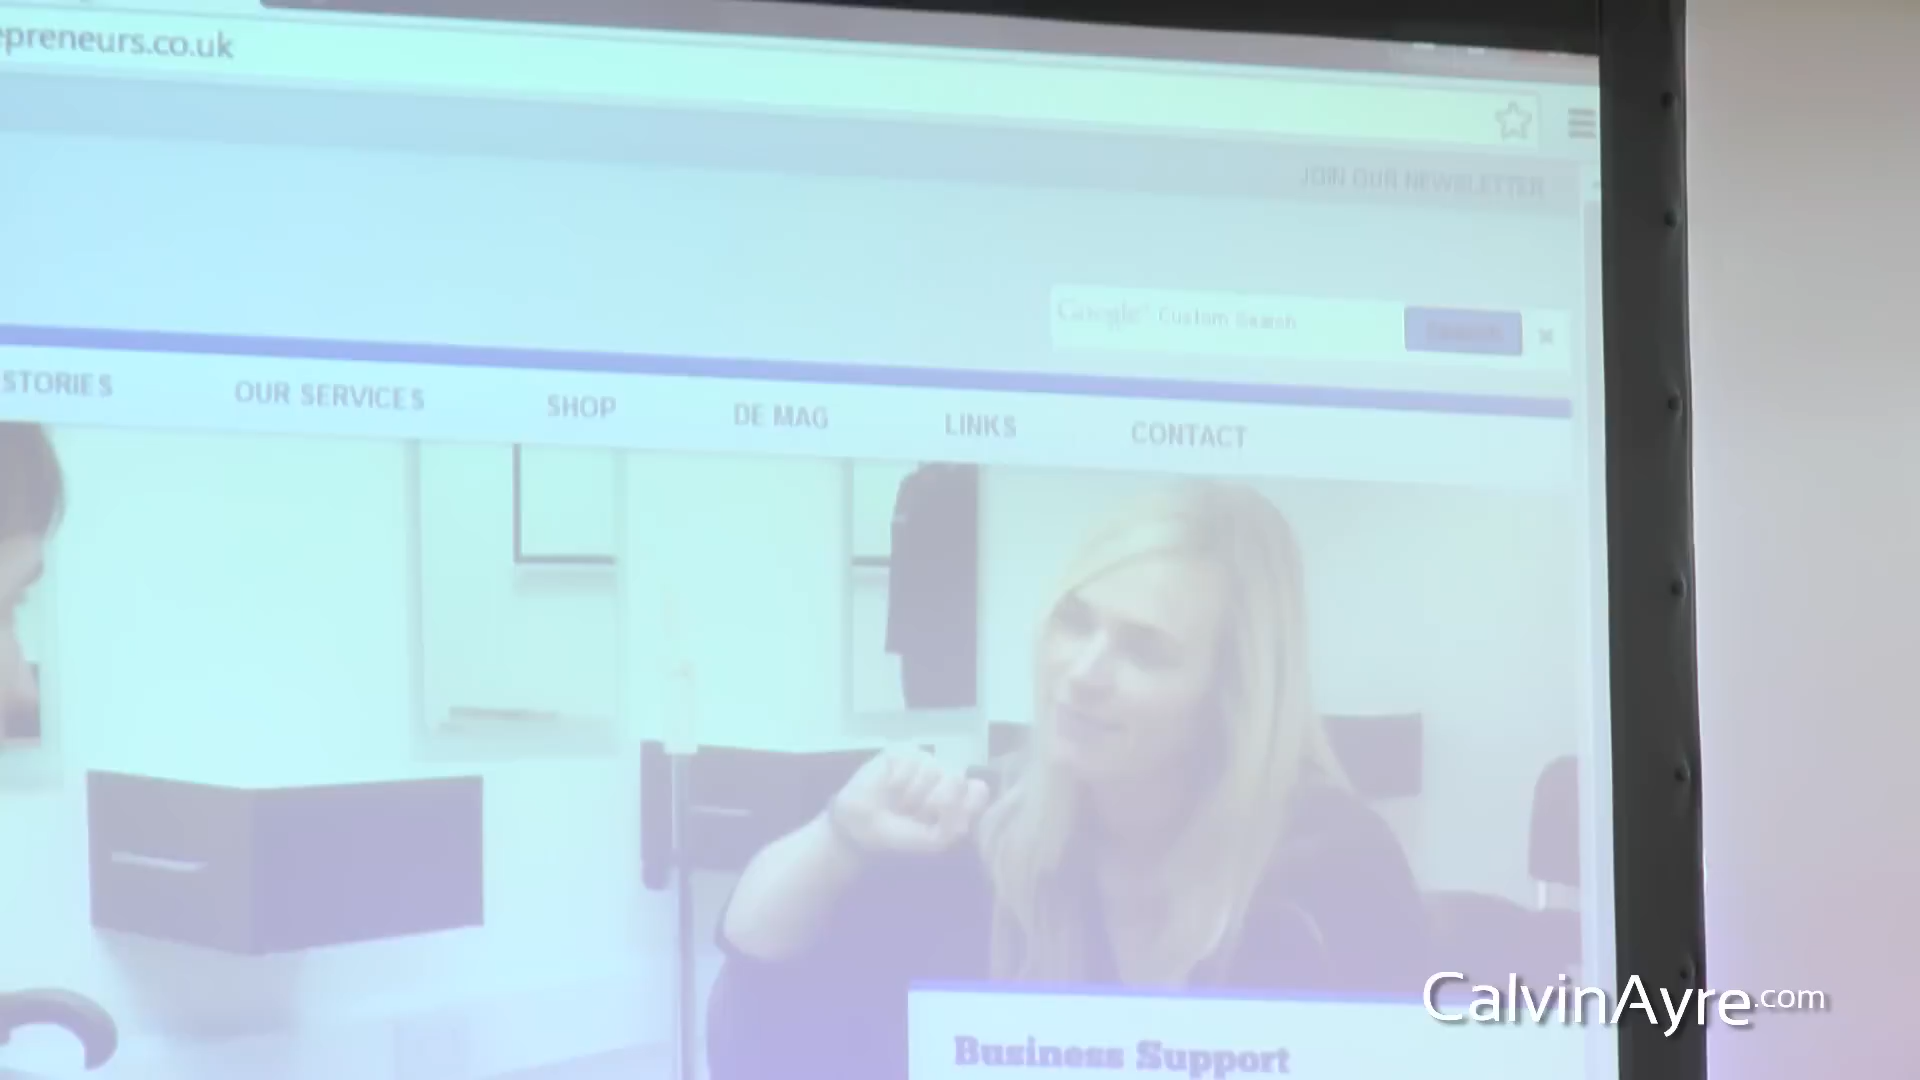 epreneurs.co.uk
JOIN OUR NEWSLETTER
Google Custom Search
Search
STORIES
OUR SERVICES
SHOP
DE MAG
LINKS
CONTACT
Business Support
CalvinAyre.com